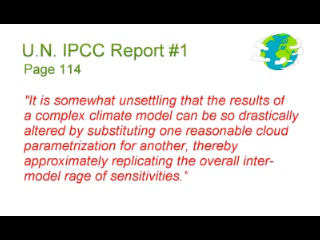 U.N. IPCC Report #1
Page 114
"It is somewhat unsettling that the results of
a complex climate model can be so drastically
altered by substituting one reasonable cloud
parametrization for another, thereby
approximately replicating the overall inter-
model rage of sensitivities."